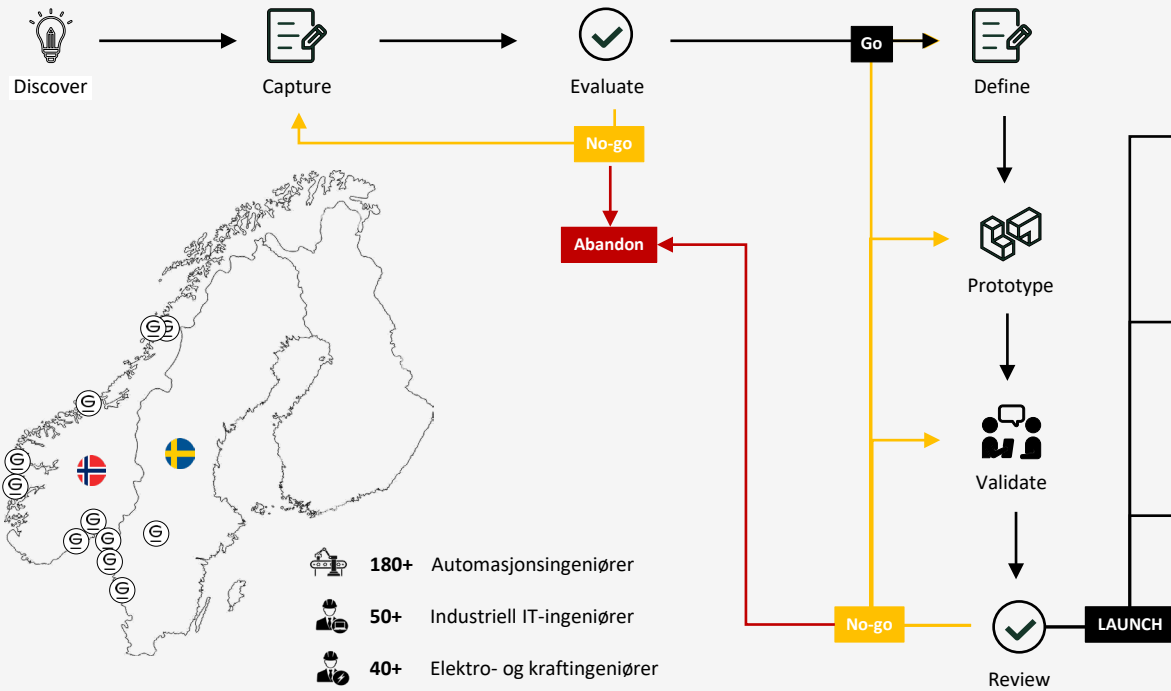 Discover
Capture
Evaluate
Go
Define
No-go
Abandon
Prototype
Validate
G
G
G
G
G
G
G
G
G
G
G
180+ Automasjonsingeniører
50+ Industriell IT-ingeniører
40+ Elektro- og kraftingeniører
No-go
LAUNCH
Review